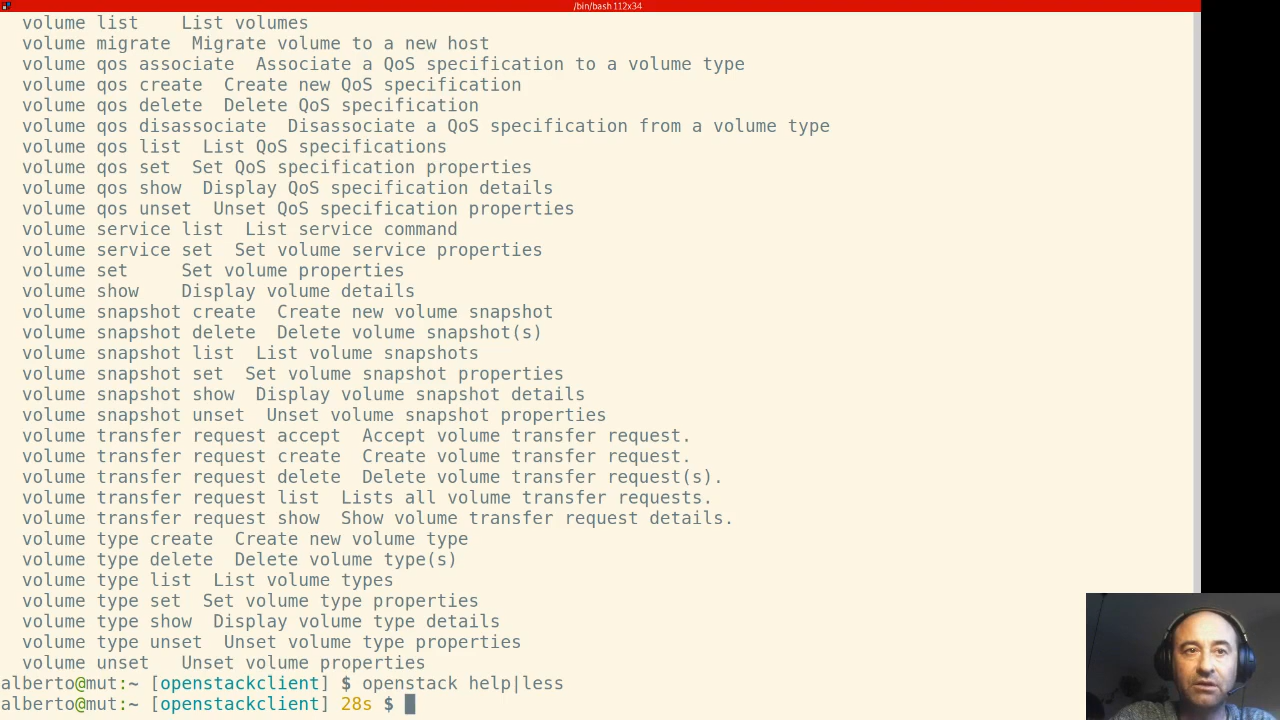 /bin/bash 112x34
volume list    List volumes
volume migrate  Migrate volume to a new host
volume qos associate  Associate a QoS specification to a volume type
volume qos create  Create new QoS specification
volume qos delete  Delete QoS specification
volume qos disassociate  Disassociate a QoS specification from a volume type
volume qos list  List QoS specifications
volume qos set  Set QoS specification properties
volume qos show  Display QoS specification details
volume qos unset  Unset QoS specification properties
volume service list  List service command
volume service set  Set volume service properties
volume set     Set volume properties
volume show    Display volume details
volume snapshot create  Create new volume snapshot
volume snapshot delete  Delete volume snapshot(s)
volume snapshot list  List volume snapshots
volume snapshot set  Set volume snapshot properties
volume snapshot show  Display volume snapshot details
volume snapshot unset  Unset volume snapshot properties
volume transfer request accept  Accept volume transfer request.
volume transfer request create  Create volume transfer request.
volume transfer request delete  Delete volume transfer request(s).
volume transfer request list  Lists all volume transfer requests.
volume transfer request show  Show volume transfer request details.
volume type create  Create new volume type
volume type delete  Delete volume type(s)
volume type list  List volume types
volume type set  Set volume type properties
volume type show  Display volume type details
volume type unset  Unset volume type properties
volume unset   Unset volume properties
alberto@mut:~ [openstackclient] $ openstack help|less
alberto@mut:~ [openstackclient] 28s $